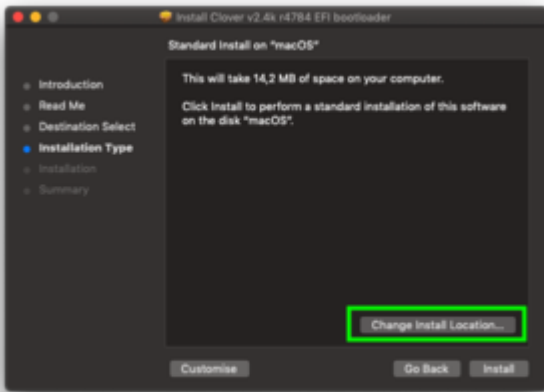 Install Clover v2.4k r4784 EFI bootloader
Standard Install on "macOS"
Introduction
Read Me
Destination Select
Installation Type
Installation
Summary
This will take 14,2 MB of space on your computer.
Click Install to perform a standard installation of this software
on the disk "macOS".
Change Install Location...
Customise
Go Back
Install